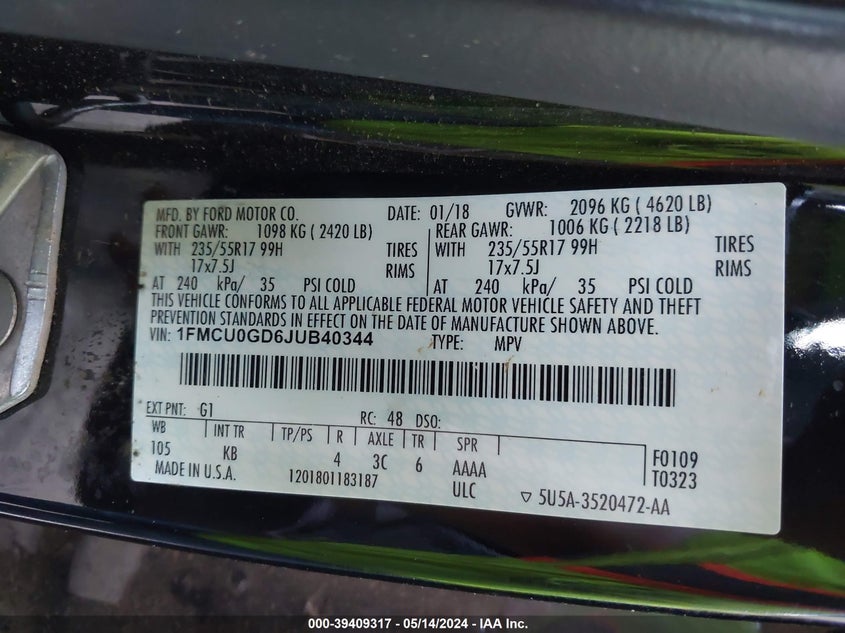 MFD. BY FORD MOTOR CO. DATE: 01/18 GVWR: 2096 KG ( 4620 LB)
FRONT GAWR: 1098 KG ( 2420 LB) REAR GAWR: 1006 KG ( 2218 LB)
WITH 235/55R17 99H TIRES WITH 235/55R17 99H TIRES
17x7.5J RIMS 17x7.5J RIMS
AT 240 kPa/ 35 PSI COLD AT 240 kPa/ 35 PSI COLD
THIS VEHICLE CONFORMS TO ALL APPLICABLE FEDERAL MOTOR VEHICLE SAFETY AND THEFT
PREVENTION STANDARDS IN EFFECT ON THE DATE OF MANUFACTURE SHOWN ABOVE.
VIN: 1FMCU0GD6JUB40344 TYPE: MPV
EXT PNT: G1 RC: 48 DSO:
WB INT TR TP/PS R AXLE TR SPR
105 KB 4 3C 6 AAAA F0109
MADE IN U.S.A. 1201801183187 ULC T0323
▽ 5U5A-3520472-AA
000-39409317 - 05/14/2024 - IAA Inc.